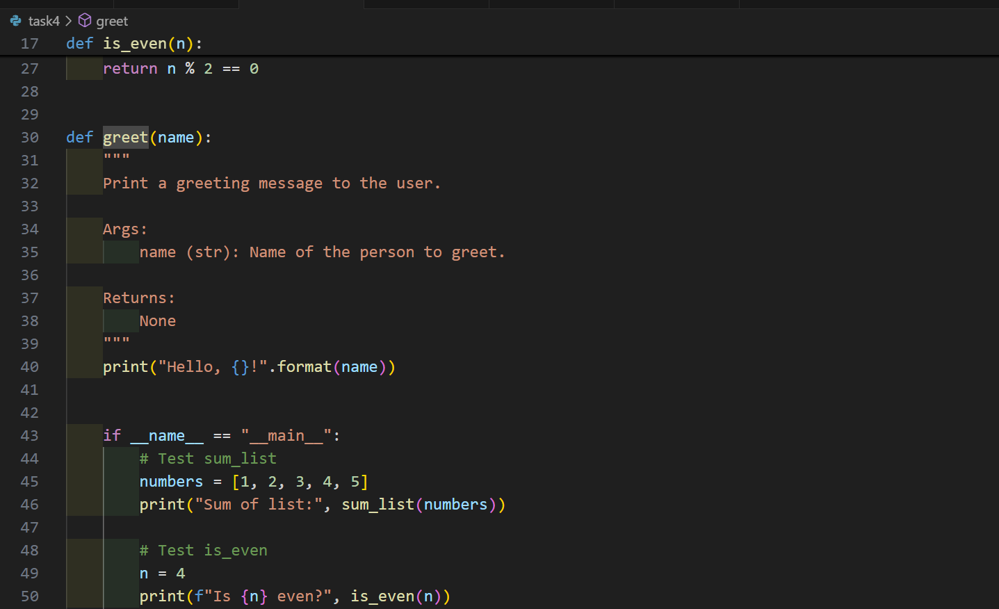 task4 > greet
17 def is_even(n):
27     return n % 2 == 0
28
29
30 def greet(name):
31     """
32     Print a greeting message to the user.
33
34     Args:
35         name (str): Name of the person to greet.
36
37     Returns:
38         None
39     """
40     print("Hello, {}!".format(name))
41
42
43     if __name__ == "__main__":
44         # Test sum_list
45         numbers = [1, 2, 3, 4, 5]
46         print("Sum of list:", sum_list(numbers))
47
48         # Test is_even
49         n = 4
50         print(f"Is {n} even?", is_even(n))